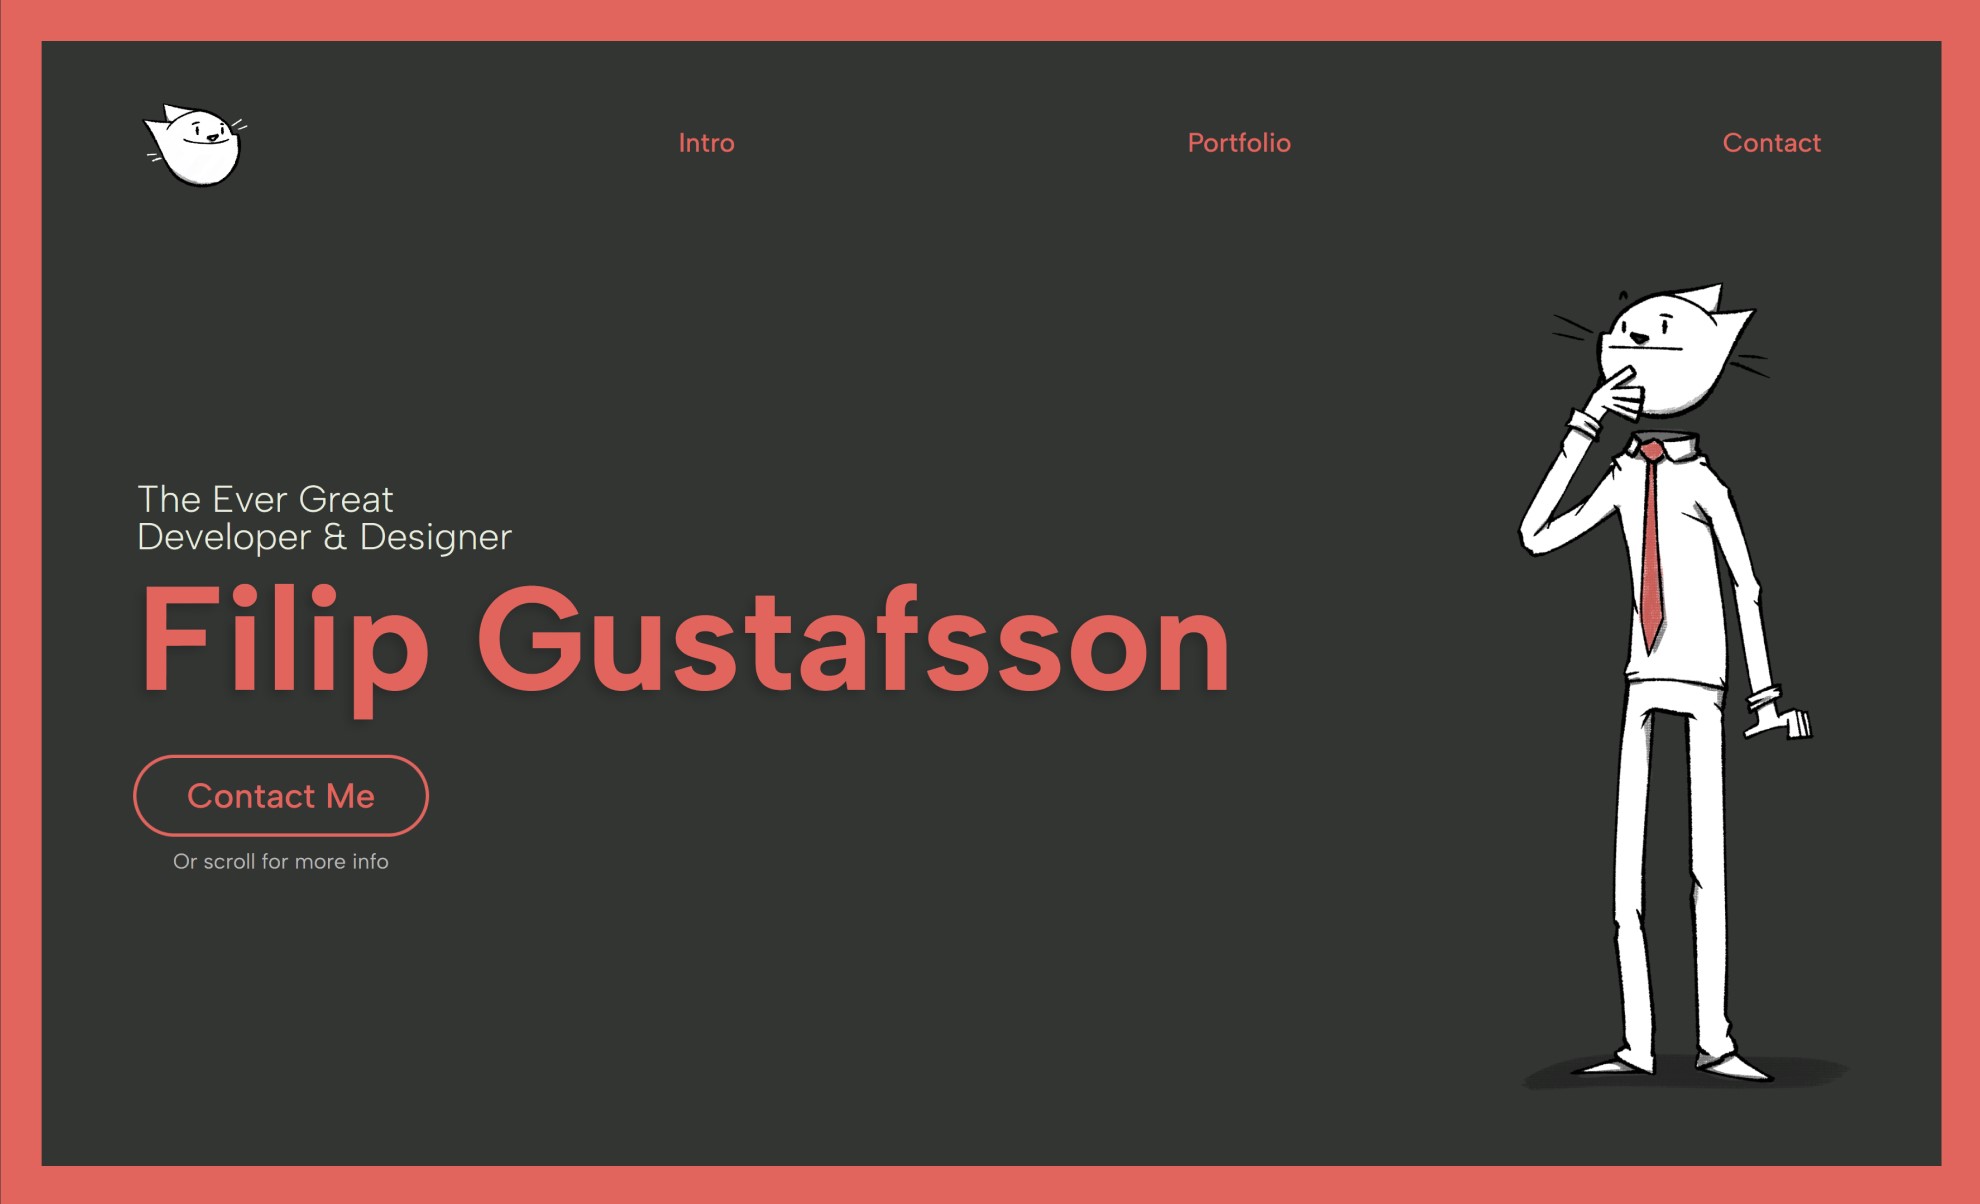 Intro
Portfolio
Contact
The Ever Great
Developer & Designer
Filip Gustafsson
Contact Me
Or scroll for more info